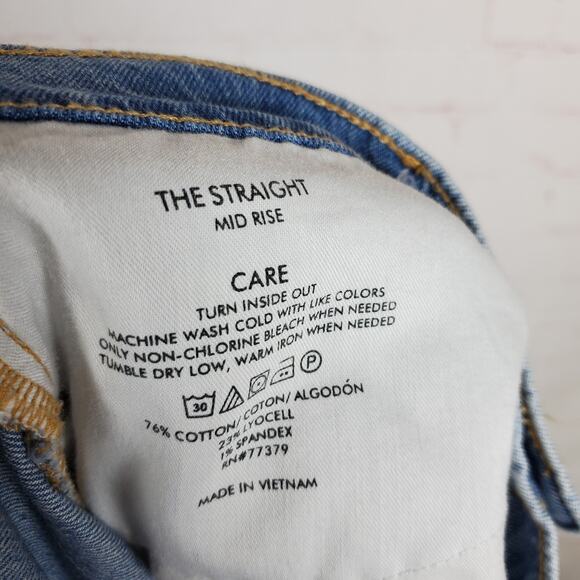 THE STRAIGHT
MID RISE
CARE
TURN INSIDE OUT
MACHINE WASH COLD WITH LIKE COLORS
ONLY NON-CHLORINE BLEACH WHEN NEEDED
TUMBLE DRY LOW, WARM IRON WHEN NEEDED
30 P
76% COTTON/COTON/ALGODÓN
23% LYOCELL
1% SPANDEX
RN#77379
MADE IN VIETNAM